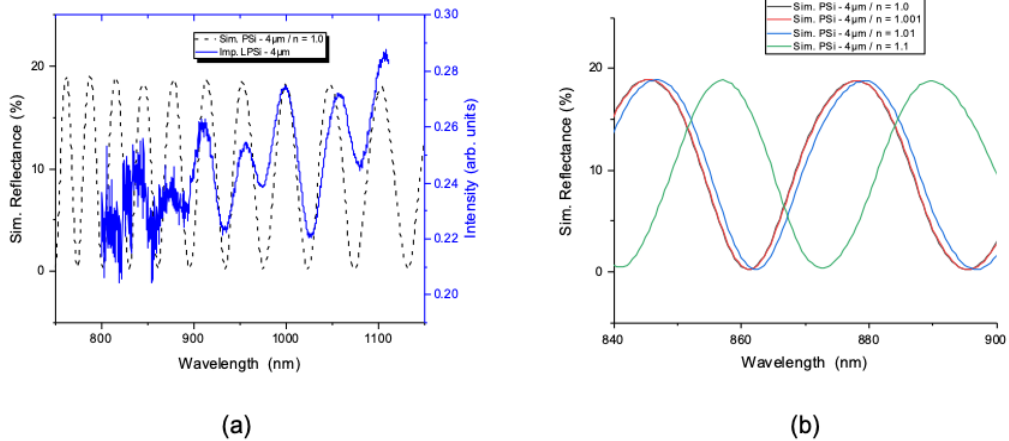 Sim. PSi - 4µm / n = 1.0
Imp. LPSi - 4µm
Sim. Reflectance (%)
20
10
0
800
900
1000
1100
Wavelength (nm)
0.30
0.28
0.26
0.24
0.22
0.20
Intensity (arb. units)
(a)
Sim. PSi - 4µm / n = 1.0
Sim. PSi - 4µm / n = 1.001
Sim. PSi - 4µm / n = 1.01
Sim. PSi - 4µm / n = 1.1
Sim. Reflectance (%)
20
10
0
840
860
880
900
Wavelength (nm)
(b)